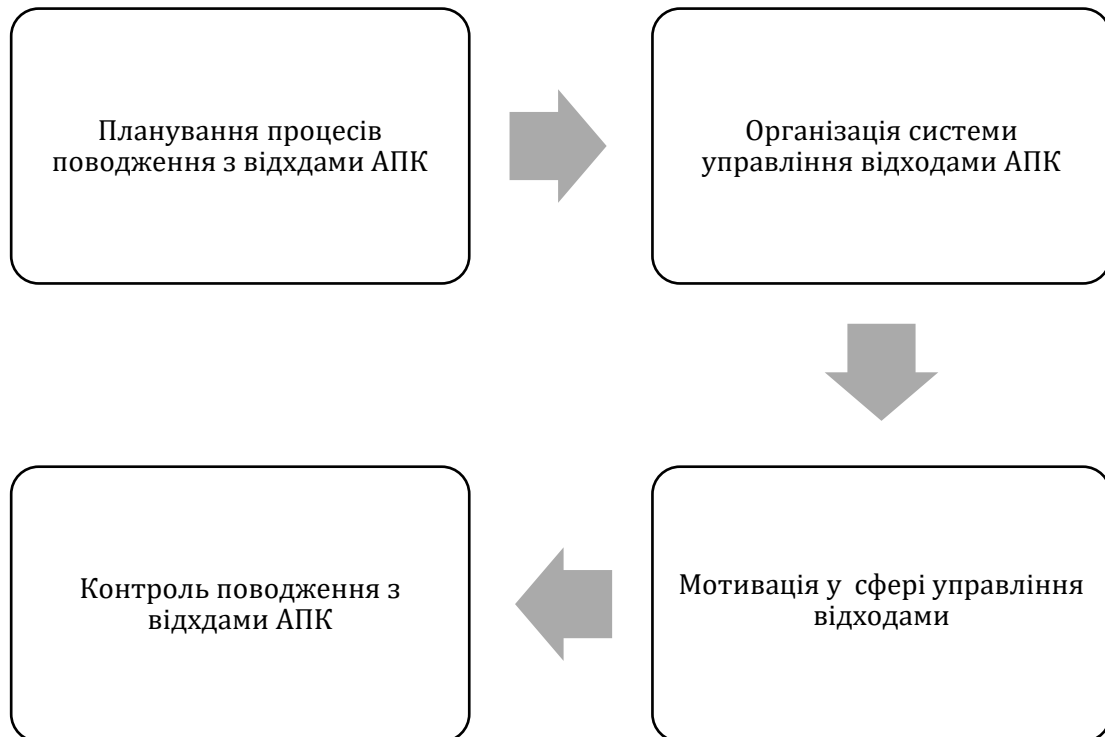 Планування процесів
поводження з відхдами АПК
Організація системи
управління відходами АПК
Мотивація у сфері управління
відходами
Контроль поводження з
відхдами АПК